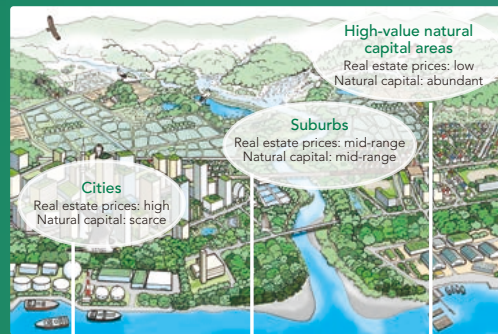 High-value natural
capital areas
Real estate prices: low
Natural capital: abundant
Suburbs
Real estate prices: mid-range
Natural capital: mid-range
Cities
Real estate prices: high
Natural capital: scarce